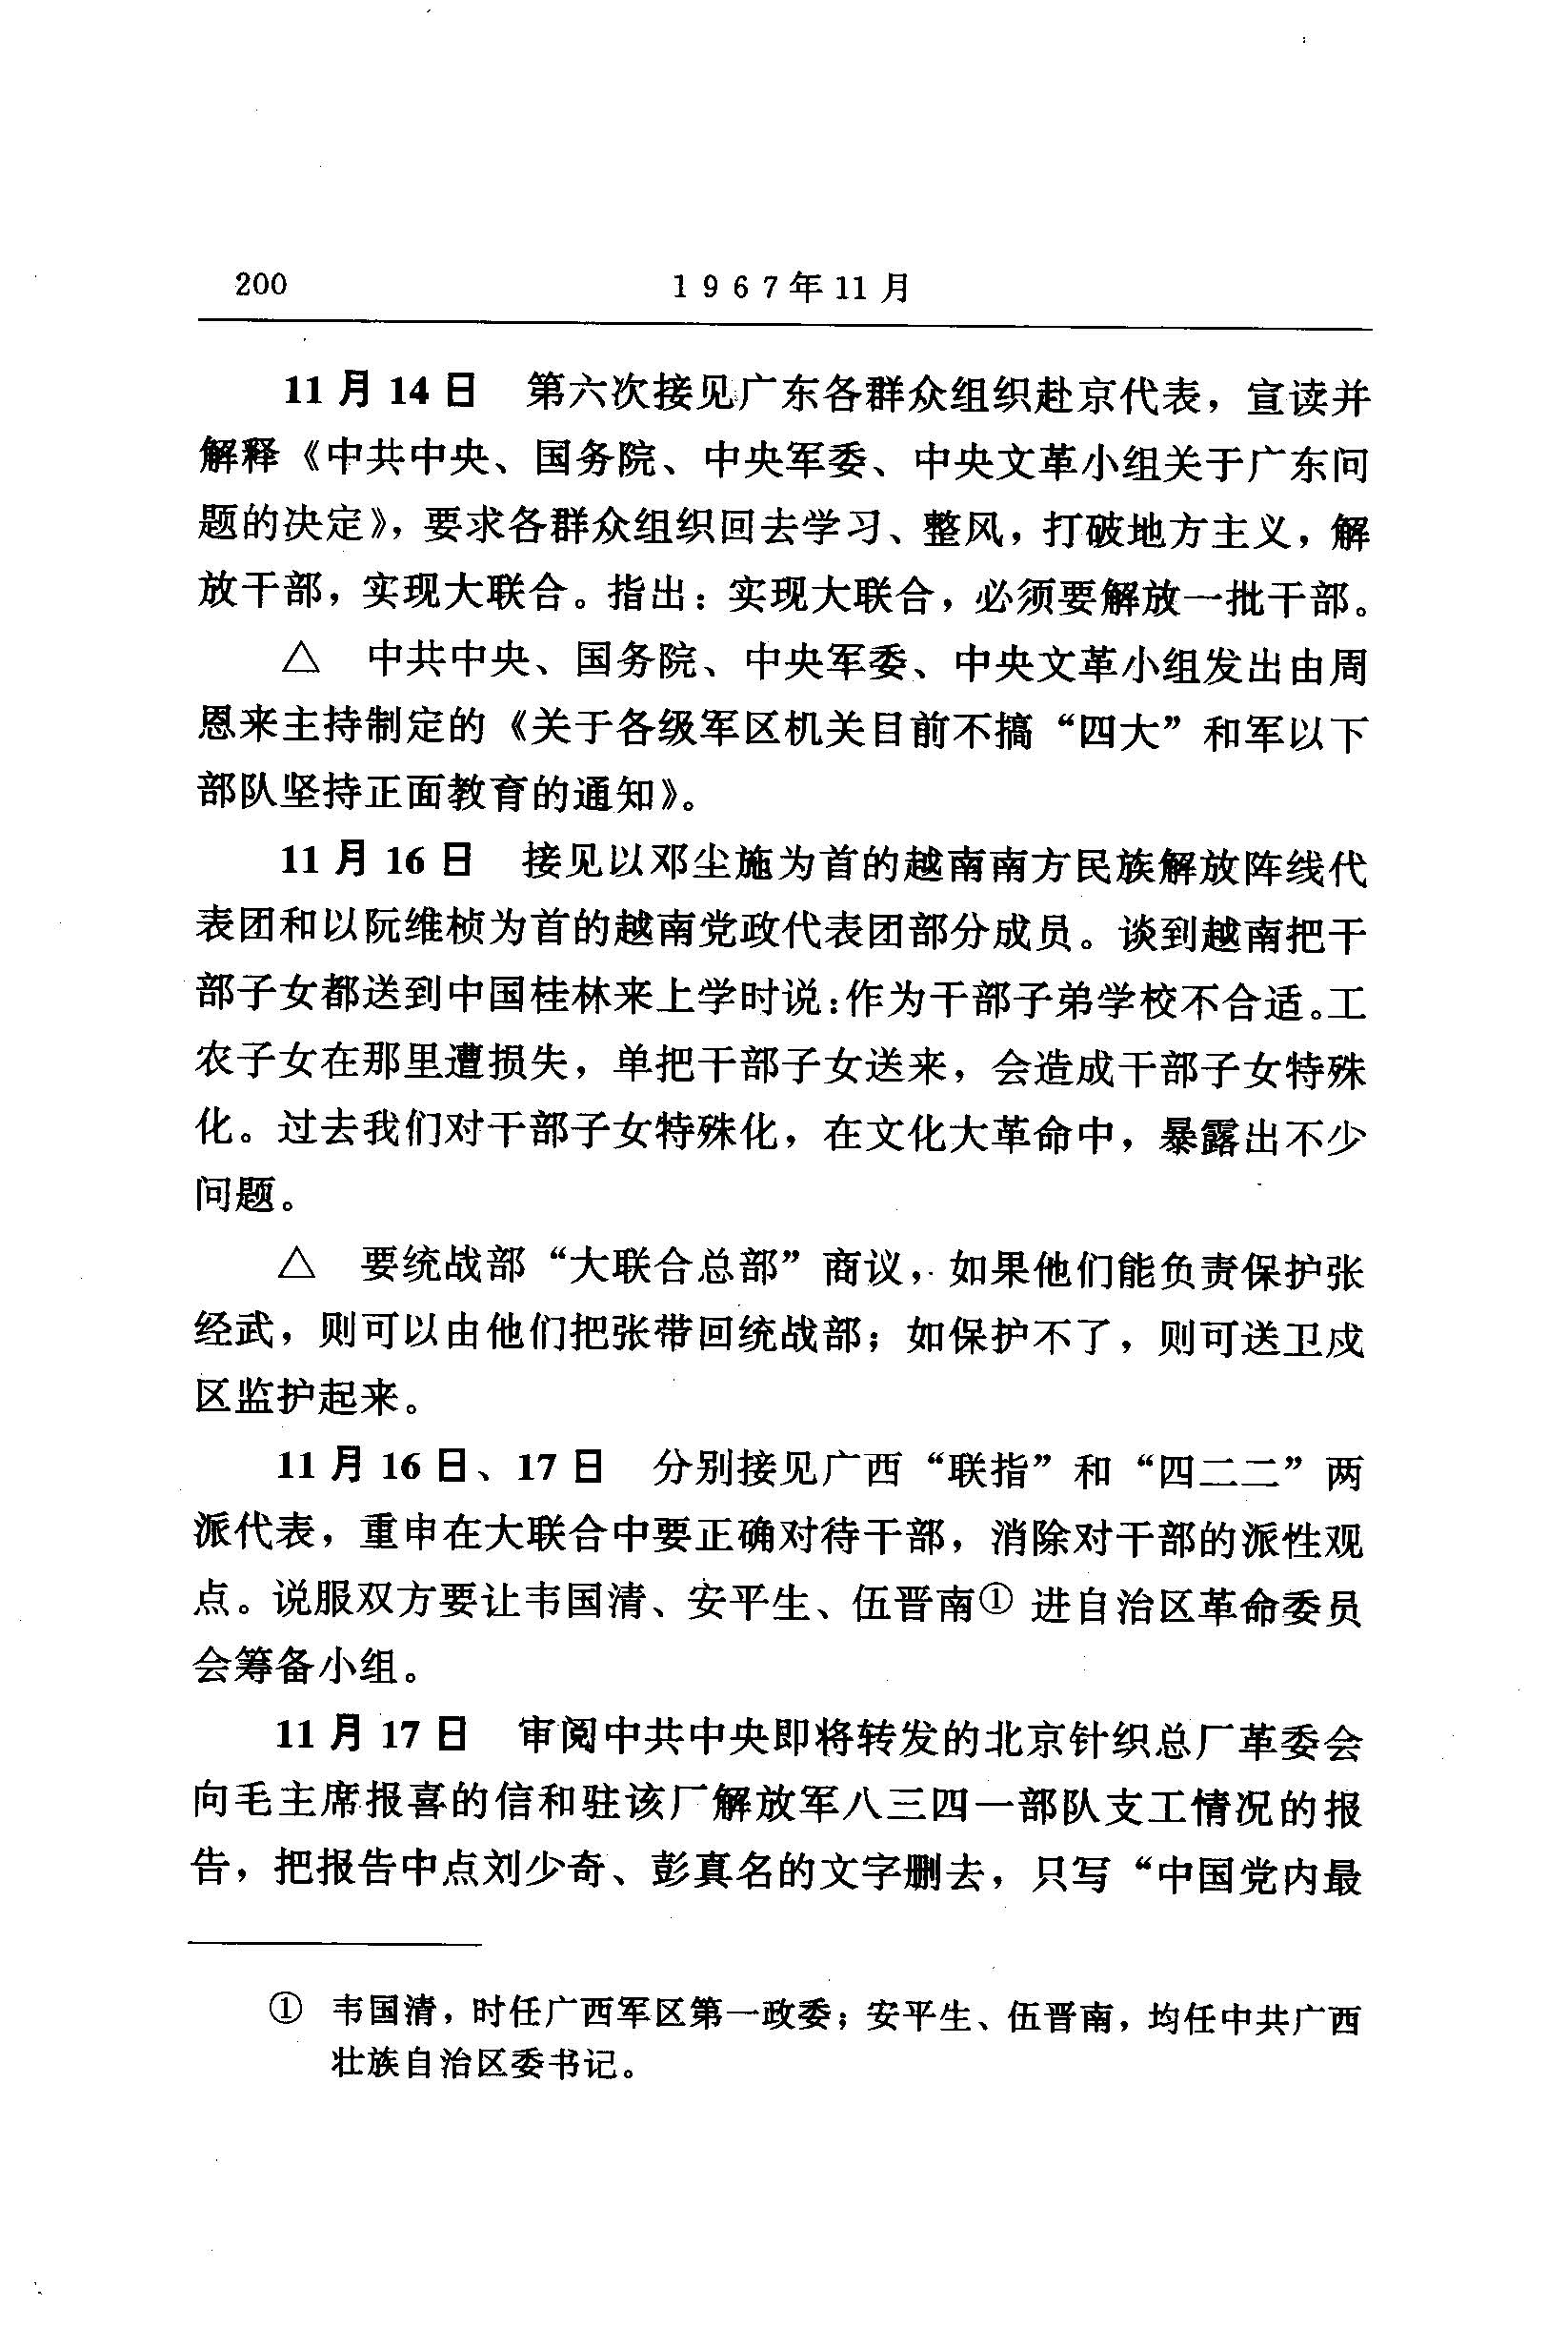 200
1967年11月
11月14日 第六次接见广东各群众组织赴京代表，宣读并
解释《中共中央、国务院、中央军委、中央文革小组关于广东问
题的决定》，要求各群众组织回去学习、整风，打破地方主义，解
放干部，实现大联合。指出：实现大联合，必须要解放一批干部。
△ 中共中央、国务院、中央军委、中央文革小组发出由周
恩来主持制定的《关于各级军区机关目前不搞“四大”和军以下
部队坚持正面教育的通知》。
11月16日 接见以邓尘施为首的越南南方民族解放阵线代
表团和以阮维桢为首的越南党政代表团部分成员。谈到越南把干
部子女都送到中国桂林来上学时说：作为干部子弟学校不合适。工
农子女在那里遭损失，单把干部子女送来，会造成干部子女特殊
化。过去我们对干部子女特殊化，在文化大革命中，暴露出不少
问题。
△ 要统战部“大联合总部”商议，如果他们能负责保护张
经武，则可以由他们把张带回统战部；如保护不了，则可送卫戍
区监护起来。
11月16日、17日 分别接见广西“联指”和“四二二”两
派代表，重申在大联合中要正确对待干部，消除对干部的派性观
点。说服双方要让韦国清、安平生、伍晋南① 进自治区革命委员
会筹备小组。
11月17日 审阅中共中央即将转发的北京针织总厂革委会
向毛主席报喜的信和驻该厂解放军八三四一部队支工情况的报
告，把报告中点刘少奇、彭真名的文字删去，只写“中国党内最
① 韦国清，时任广西军区第一政委；安平生、伍晋南，均任中共广西
壮族自治区委书记。